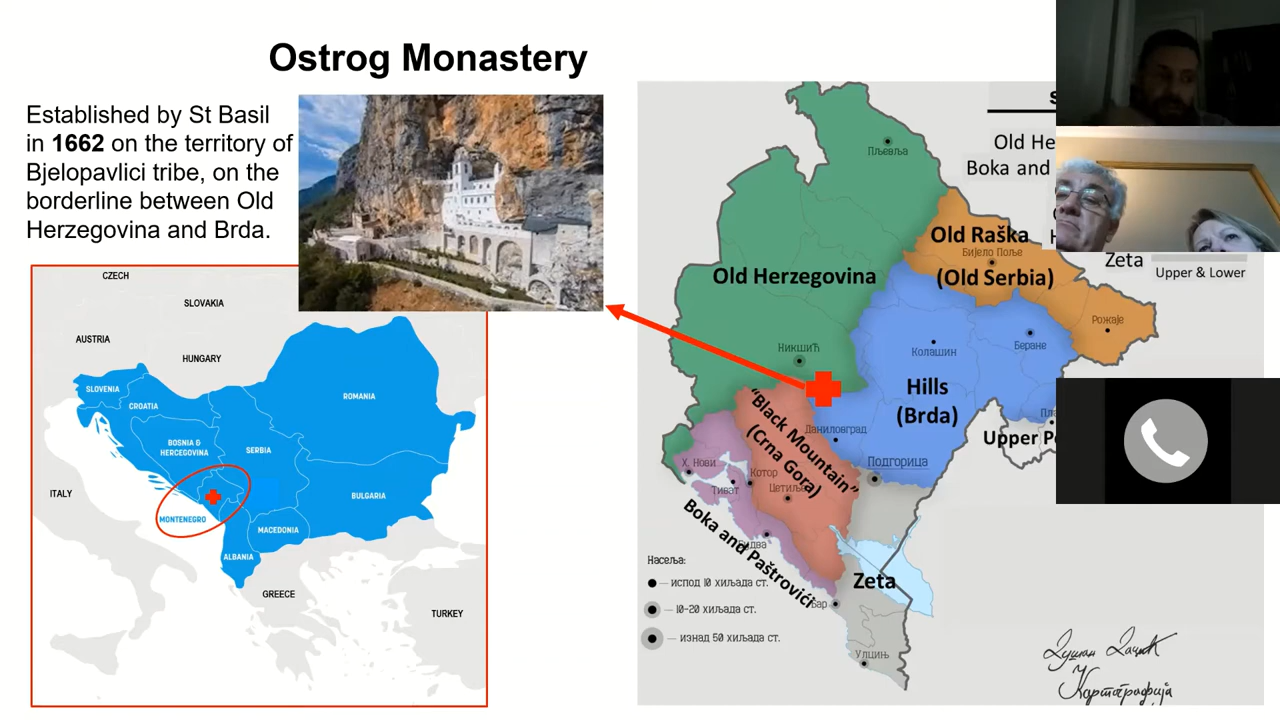 Ostrog Monastery
Established by St Basil
in 1662 on the territory of
Bjelopavlici tribe, on the
borderline between Old
Herzegovina and Brda.
CZECH
SLOVAKIA
AUSTRIA
HUNGARY
SLOVENIA
CROATIA
ROMANIA
BOSNIA &
HERCEGOVINA
SERBIA
ITALY
BULGARIA
MONTENEGRO
MACEDONIA
ALBANIA
GREECE
TURKEY
Old He
Boka and
Пљевља
Old Raška
Бијело Поље
(Old Serbia)
Zeta
Upper & Lower
Old Herzegovina
Рожаје
Никшић
Колашин
Беране
Hills
(Brda)
"Black Mountain"
(Crna Gora)
Даниловград
Upper
Подгорица
Х. Нови
Котор
Тиват
Цетиње
Boka and Paštrovići
Zeta
Бар
Улцињ
Насеља:
испод 10 хиљада ст.
10-20 хиљада ст.
изнад 50 хиљада ст.
Картографија